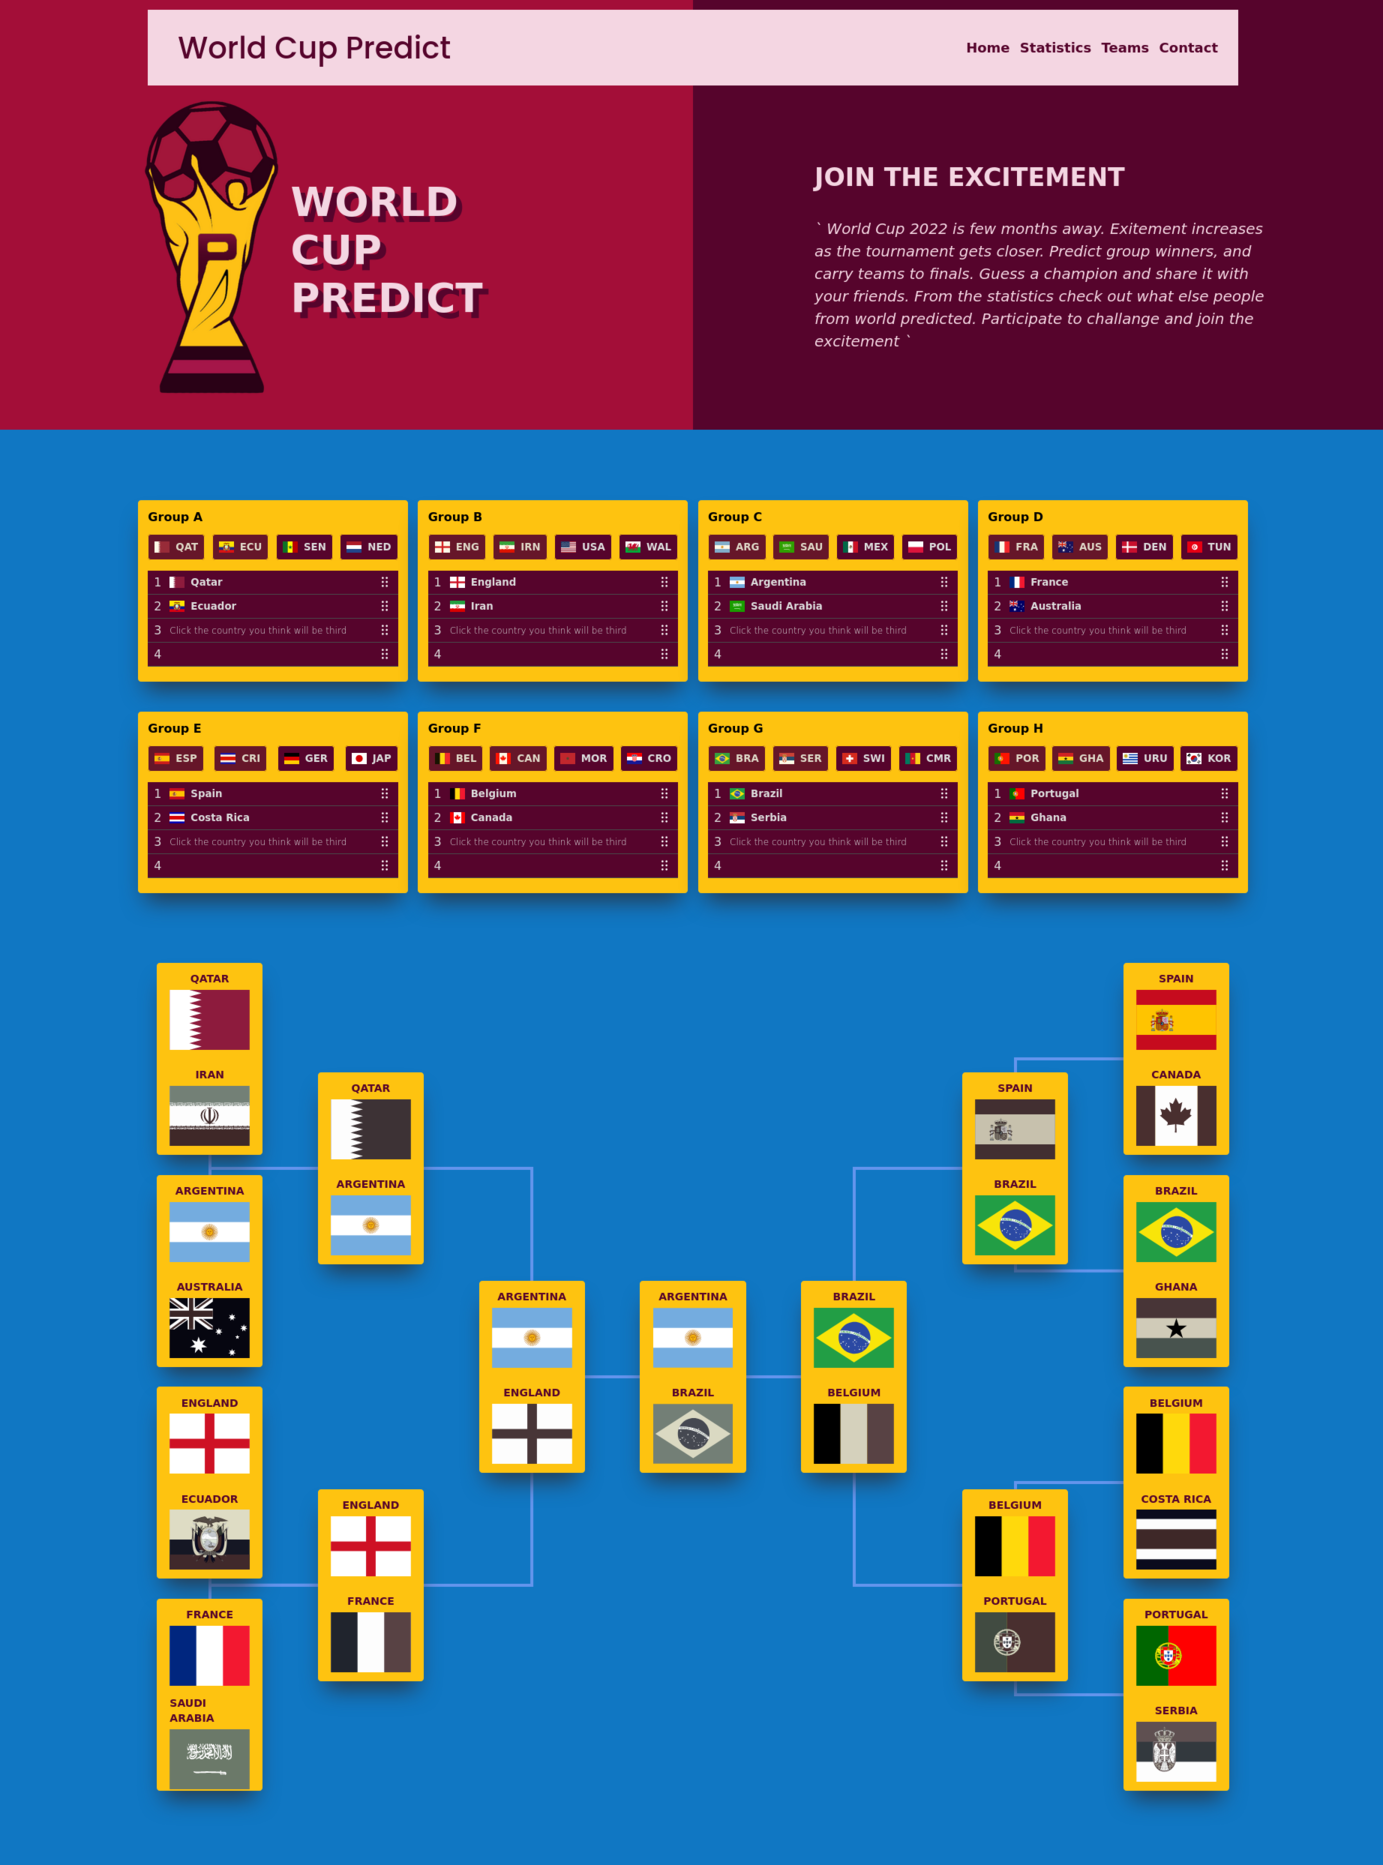 World Cup Predict
Home Statistics Teams Contact
P
WORLD
CUP
PREDICT
JOIN THE EXCITEMENT
` World Cup 2022 is few months away. Exitement increases
as the tournament gets closer. Predict group winners, and
carry teams to finals. Guess a champion and share it with
your friends. From the statistics check out what else people
from world predicted. Participate to challange and join the
excitement `
Group A
QAT ECU SEN NED
1 Qatar
2 Ecuador
3 Click the country you think will be third
4
Group B
ENG IRN USA WAL
1 England
2 Iran
3 Click the country you think will be third
4
Group C
ARG SAU MEX POL
1 Argentina
2 Saudi Arabia
3 Click the country you think will be third
4
Group D
FRA AUS DEN TUN
1 France
2 Australia
3 Click the country you think will be third
4
Group E
ESP CRI GER JAP
1 Spain
2 Costa Rica
3 Click the country you think will be third
4
Group F
BEL CAN MOR CRO
1 Belgium
2 Canada
3 Click the country you think will be third
4
Group G
BRA SER SWI CMR
1 Brazil
2 Serbia
3 Click the country you think will be third
4
Group H
POR GHA URU KOR
1 Portugal
2 Ghana
3 Click the country you think will be third
4
QATAR
IRAN
ARGENTINA
AUSTRALIA
ENGLAND
ECUADOR
FRANCE
SAUDI
ARABIA
QATAR
ARGENTINA
ENGLAND
FRANCE
ARGENTINA
ENGLAND
ARGENTINA
BRAZIL
BRAZIL
BELGIUM
SPAIN
BRAZIL
BELGIUM
PORTUGAL
SPAIN
CANADA
BRAZIL
GHANA
BELGIUM
COSTA RICA
PORTUGAL
SERBIA